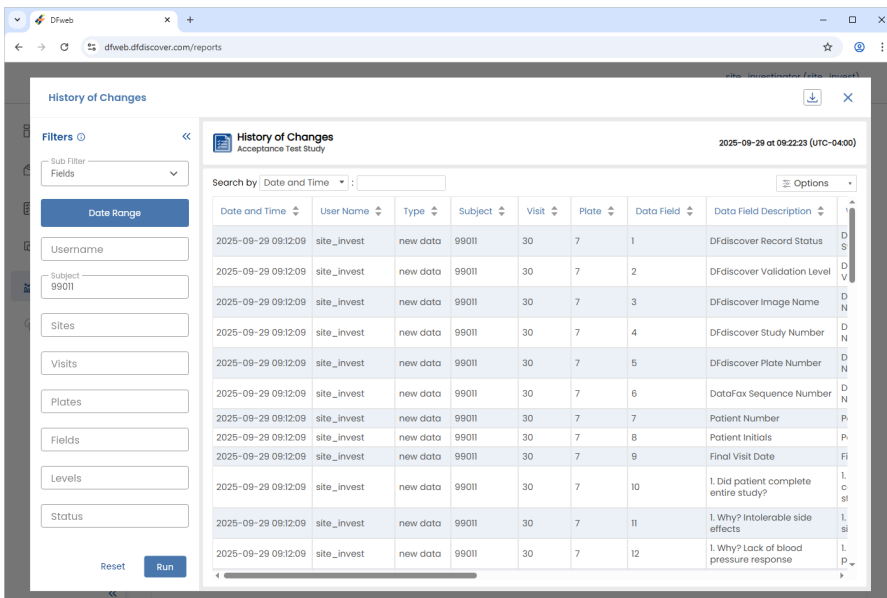 DFweb
dfweb.dfdiscover.com/reports
site_investigator (site_invest)
History of Changes
Filters
Sub Filter
Fields
Date Range
Username
Subject
99011
Sites
Visits
Plates
Fields
Levels
Status
Reset
Run
History of Changes
Acceptance Test Study
2025-09-29 at 09:22:23 (UTC-04:00)
Search by Date and Time :
Options
Date and Time User Name Type Subject Visit Plate Data Field Data Field Description
2025-09-29 09:12:09 site_invest new data 99011 30 7 1 DFdiscover Record Status
2025-09-29 09:12:09 site_invest new data 99011 30 7 2 DFdiscover Validation Level
2025-09-29 09:12:09 site_invest new data 99011 30 7 3 DFdiscover Image Name
2025-09-29 09:12:09 site_invest new data 99011 30 7 4 DFdiscover Study Number
2025-09-29 09:12:09 site_invest new data 99011 30 7 5 DFdiscover Plate Number
2025-09-29 09:12:09 site_invest new data 99011 30 7 6 DataFax Sequence Number
2025-09-29 09:12:09 site_invest new data 99011 30 7 7 Patient Number
2025-09-29 09:12:09 site_invest new data 99011 30 7 8 Patient Initials
2025-09-29 09:12:09 site_invest new data 99011 30 7 9 Final Visit Date
2025-09-29 09:12:09 site_invest new data 99011 30 7 10 1. Did patient complete
entire study?
2025-09-29 09:12:09 site_invest new data 99011 30 7 11 1. Why? Intolerable side
effects
2025-09-29 09:12:09 site_invest new data 99011 30 7 12 1. Why? Lack of blood
pressure response